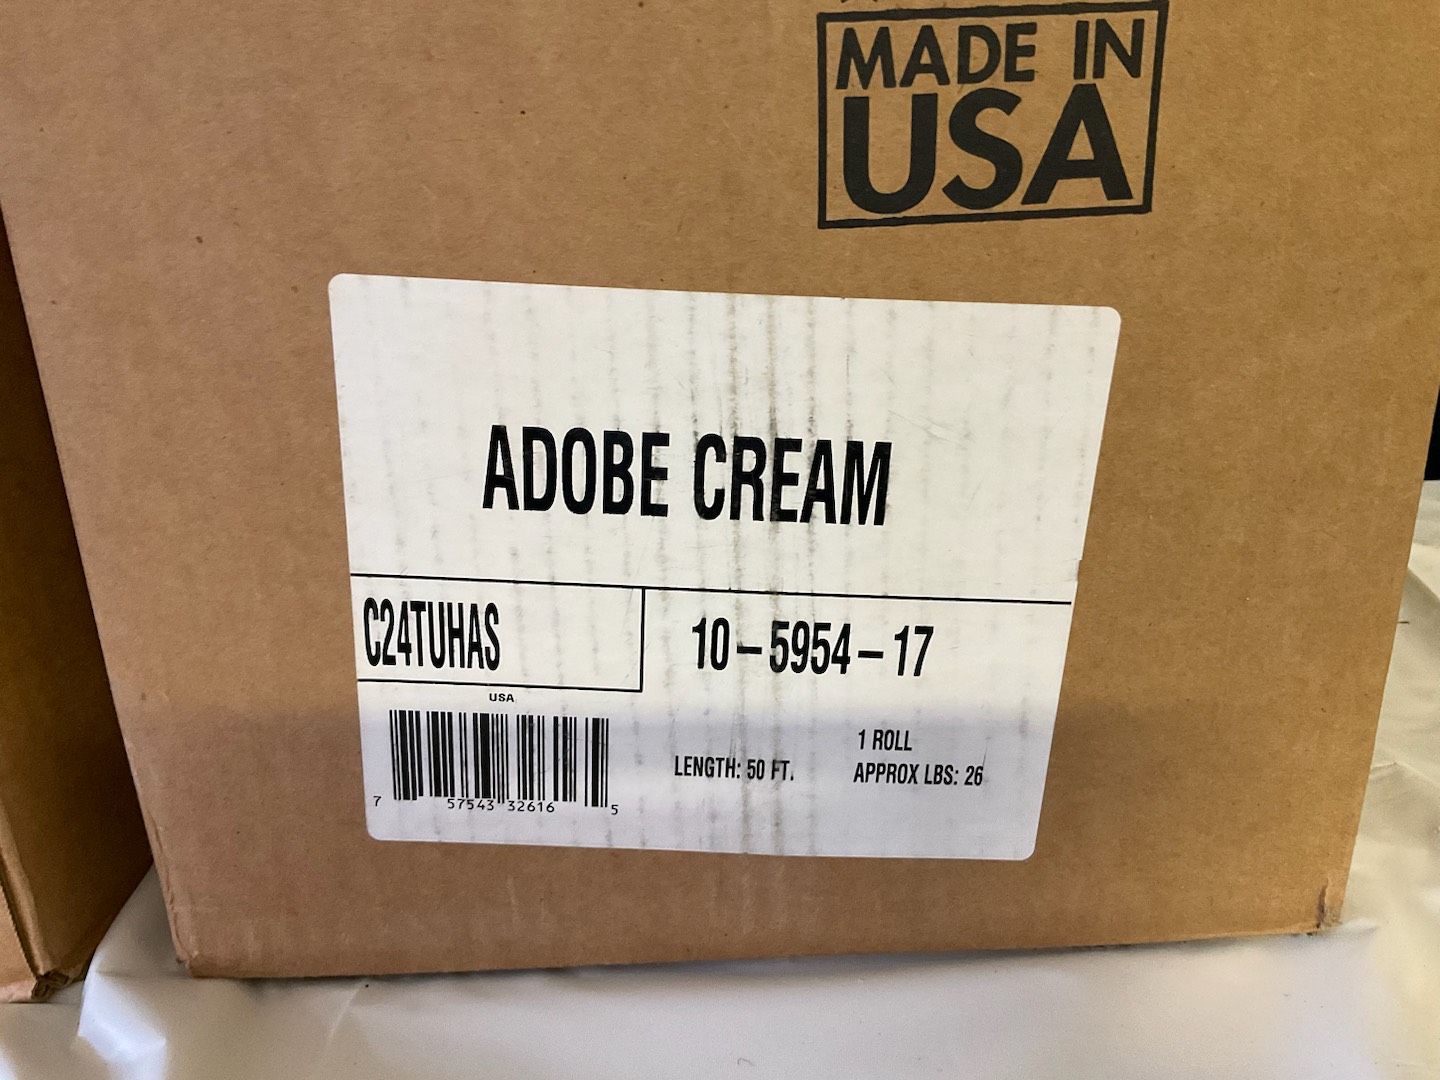 MADE IN
USA
ADOBE CREAM
C24TUHAS
10-5954-17
USA
7 57543 32616 5
LENGTH: 50 FT.
1 ROLL
APPROX LBS: 26